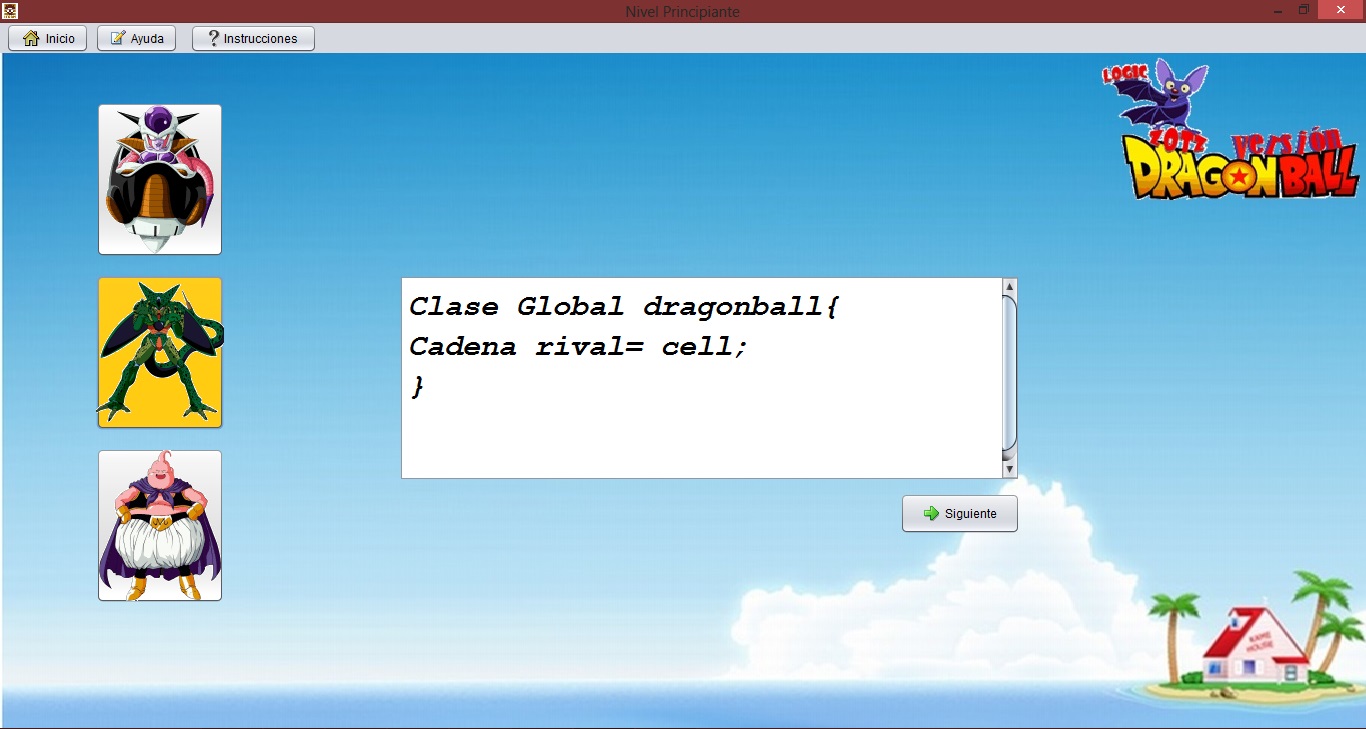 Nivel Principiante
Inicio
Ayuda
? Instrucciones
LOGIC
ZOTZ versión
DRAGON BALL
Clase Global dragonball{
Cadena rival= cell;
}
Siguiente
KAME
HOUSE